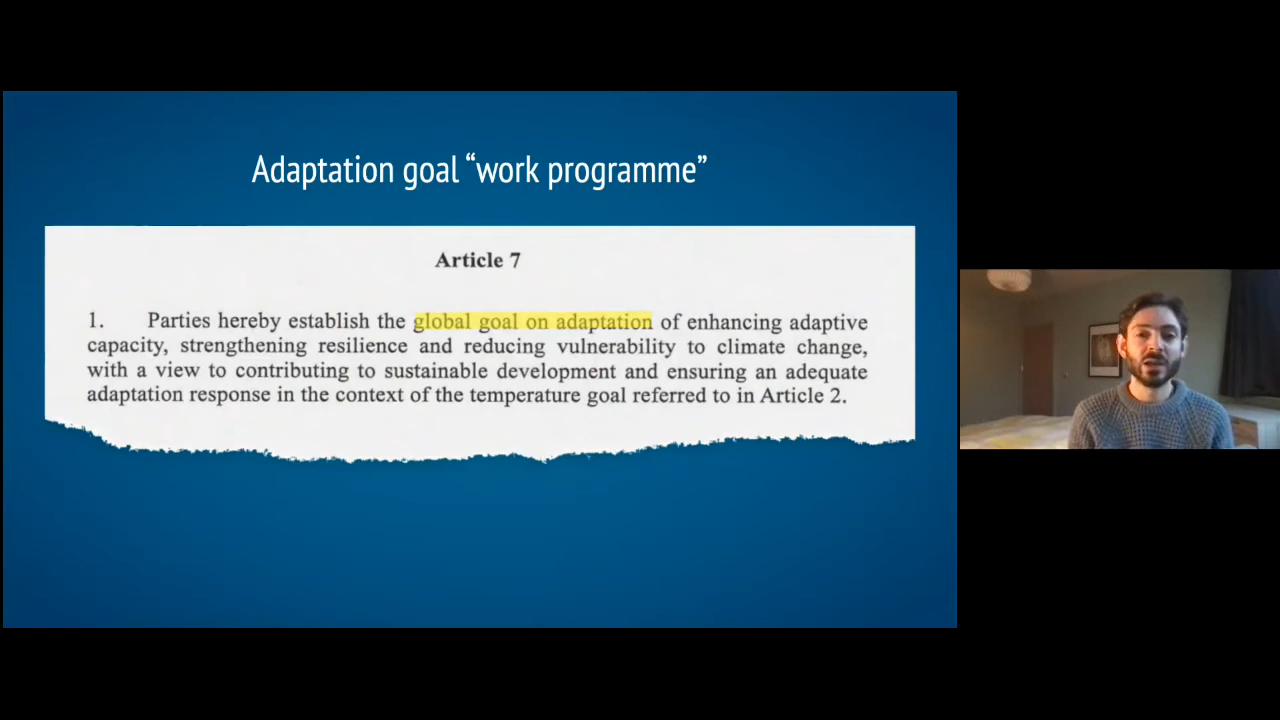 Adaptation goal “work programme”
Article 7
1. Parties hereby establish the global goal on adaptation of enhancing adaptive
capacity, strengthening resilience and reducing vulnerability to climate change,
with a view to contributing to sustainable development and ensuring an adequate
adaptation response in the context of the temperature goal referred to in Article 2.